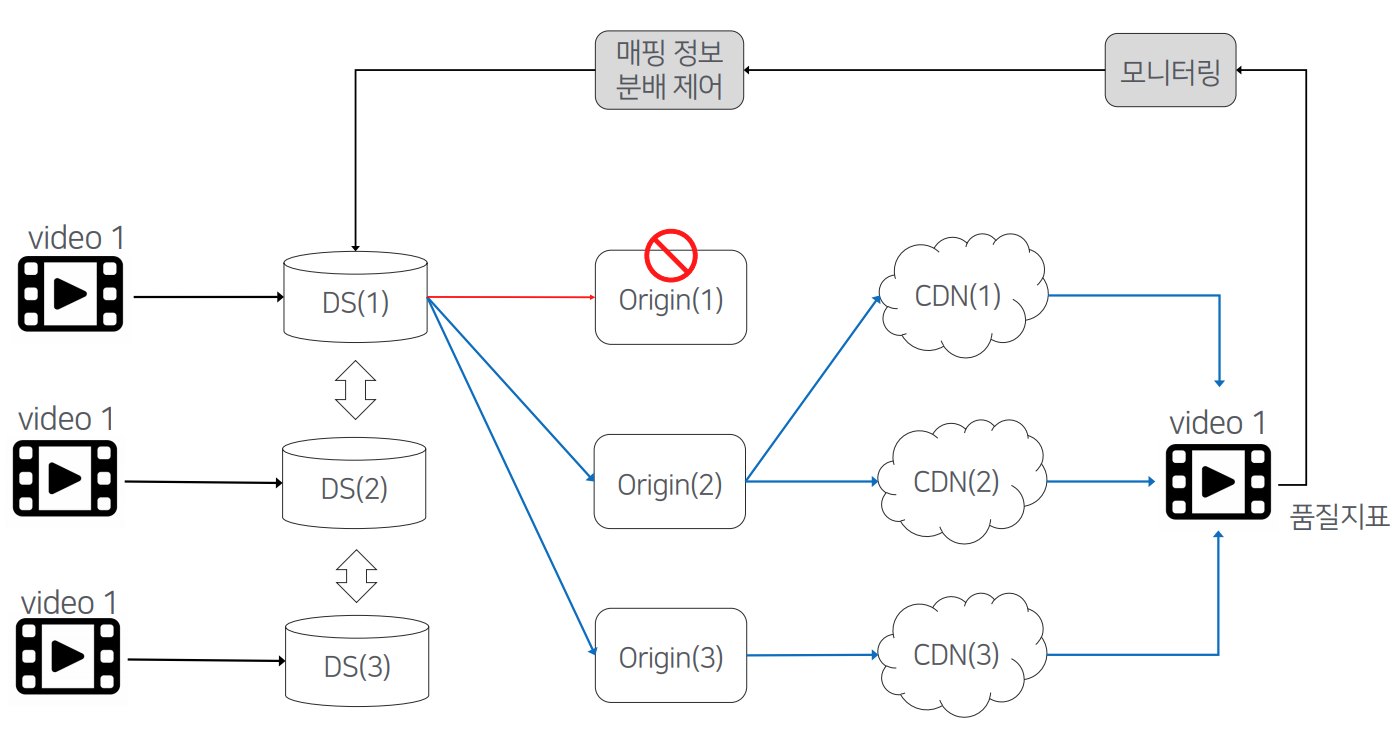 매핑 정보
분배 제어
모니터링
video 1
DS(1)
Origin(1)
CDN(1)
video 1
DS(2)
Origin(2)
CDN(2)
video 1
품질지표
video 1
DS(3)
Origin(3)
CDN(3)